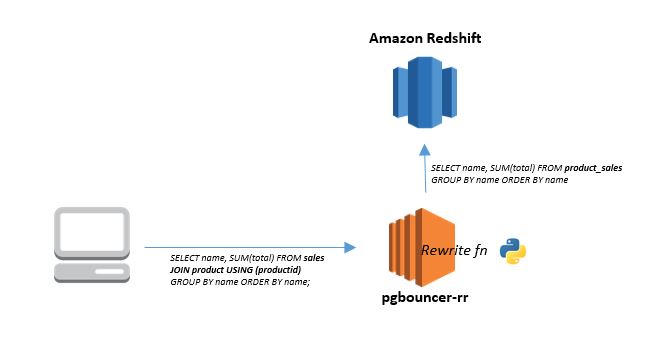 Amazon Redshift
SELECT name, SUM(total) FROM product_sales
GROUP BY name ORDER BY name
Rewrite fn
SELECT name, SUM(total) FROM sales
JOIN product USING (productid)
GROUP BY name ORDER BY name;
pgbouncer-rr